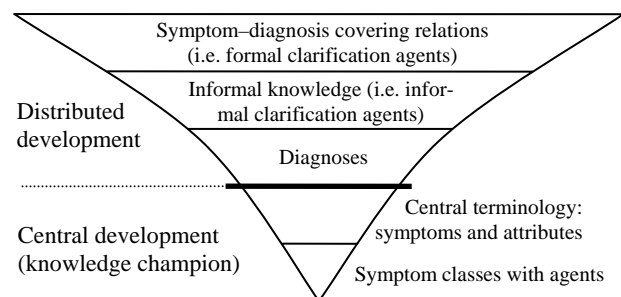 Symptom–diagnosis covering relations
(i.e. formal clarification agents)
Informal knowledge (i.e. infor-
mal clarification agents)
Distributed
development
Diagnoses
Central terminology:
symptoms and attributes
Central development
(knowledge champion)
Symptom classes with agents